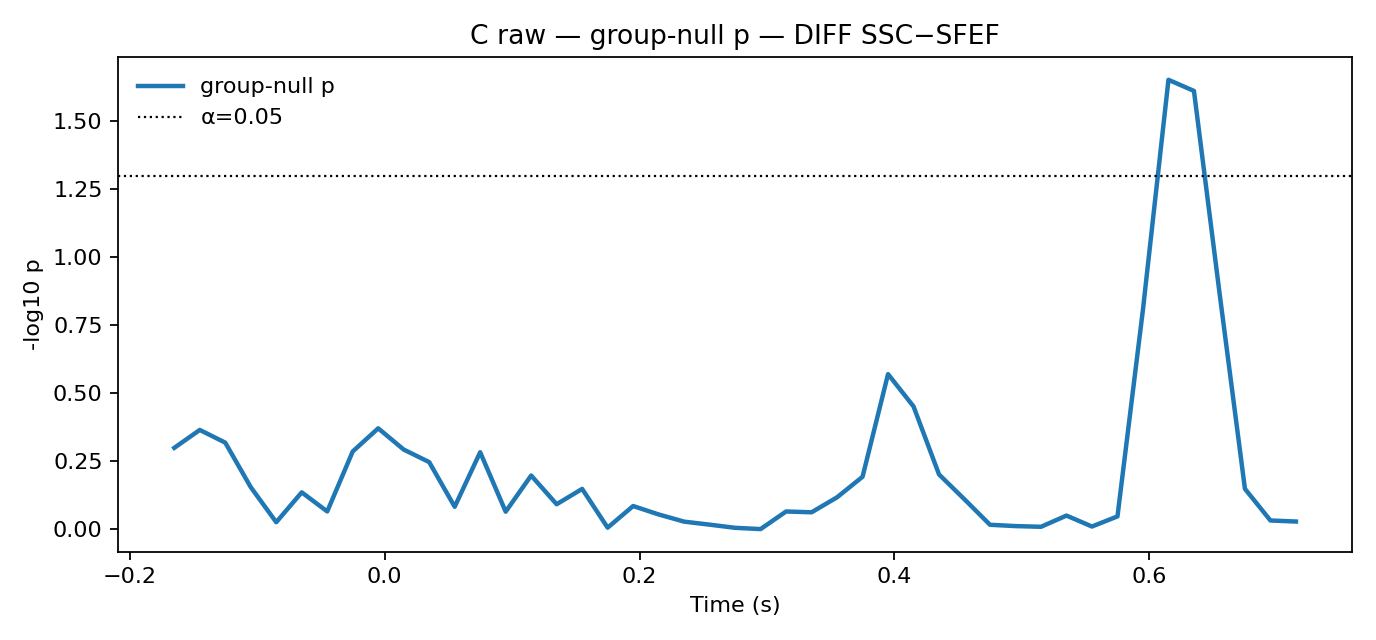 C raw — group-null p — DIFF SSC−SFEF
group-null p
α=0.05
-log10 p
1.50
1.25
1.00
0.75
0.50
0.25
0.00
−0.2
0.0
0.2
0.4
0.6
Time (s)